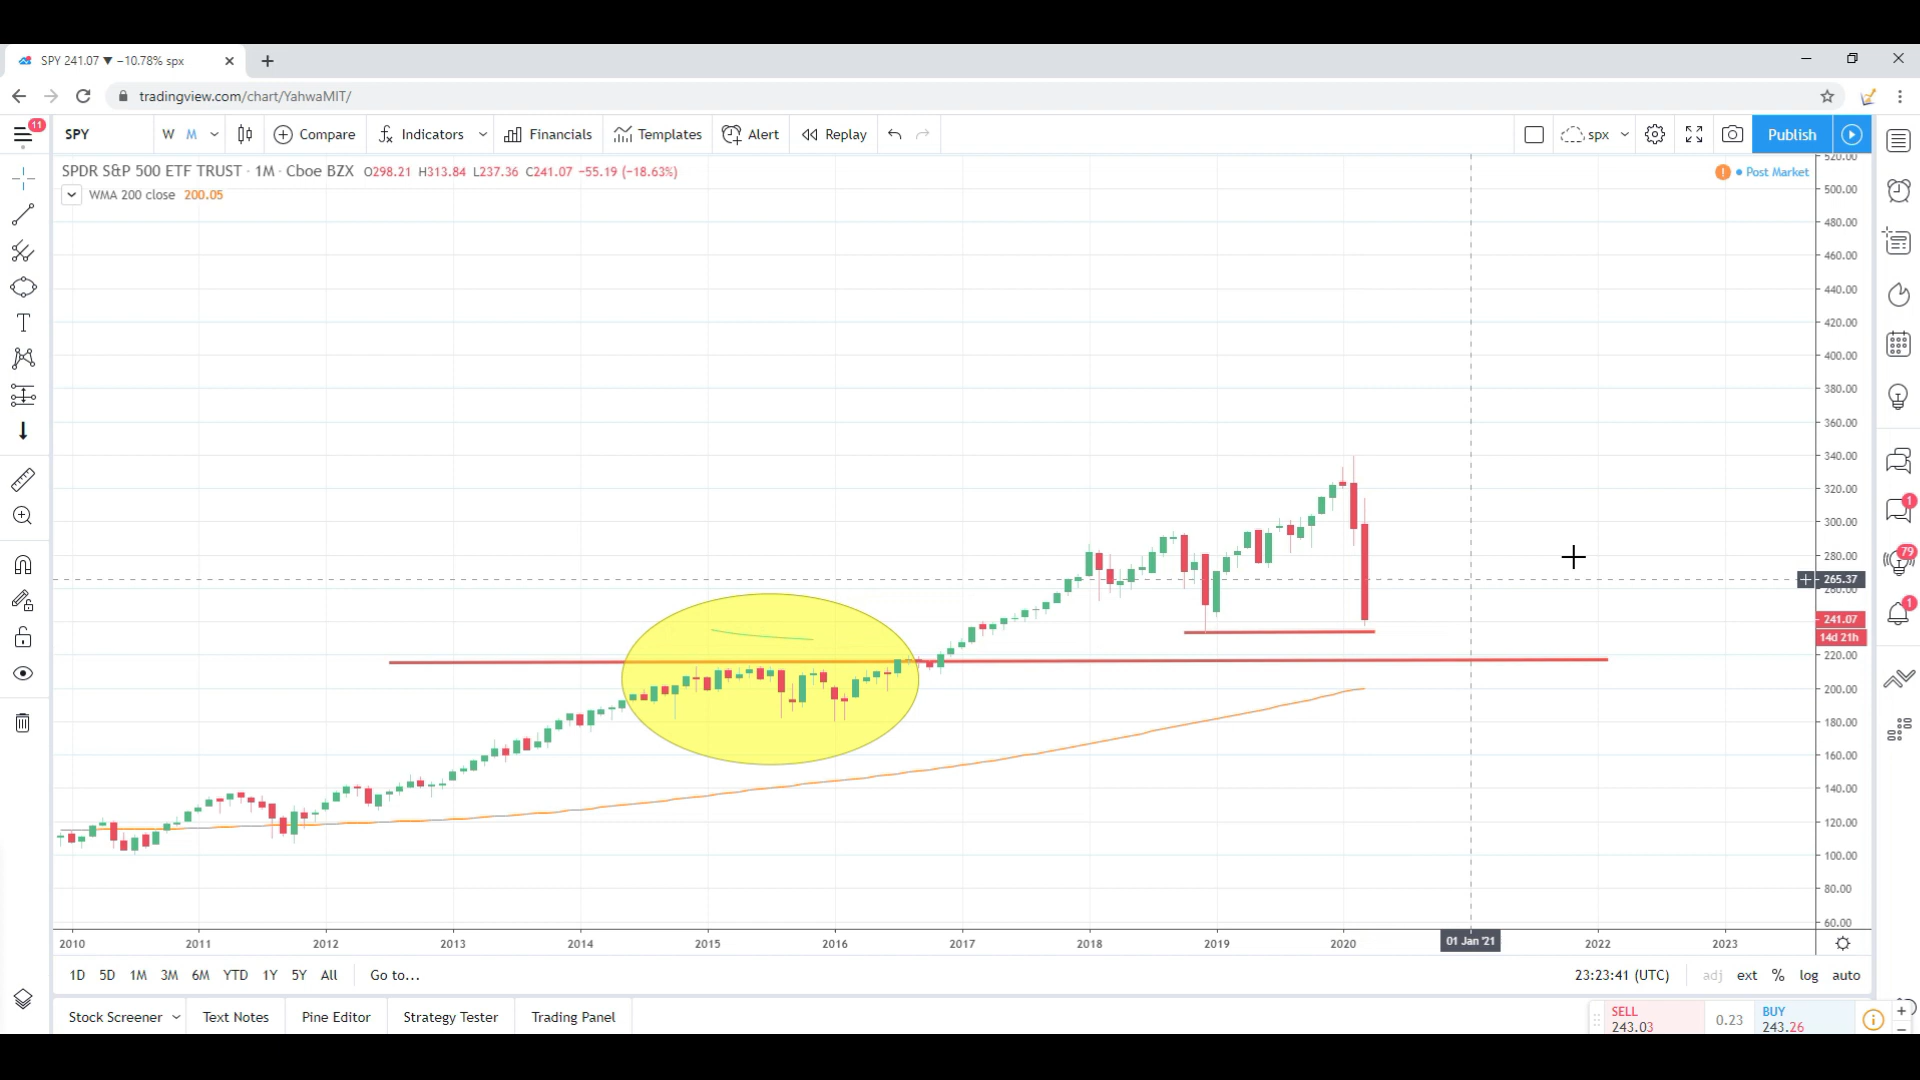 SPY 241.07 ▼ −10.78% spx
tradingview.com/chart/YahwaMIT/
11
SPY W M Compare Indicators Financials Templates Alert Replay spx Publish
SPDR S&P 500 ETF TRUST · 1M · Cboe BZX O298.21 H313.84 L237.36 C241.07 −55.19 (−18.63%)
Post Market
WMA 200 close 200.05
520.00
500.00
480.00
460.00
440.00
420.00
400.00
380.00
360.00
340.00
320.00
300.00
280.00
265.37
260.00
241.07
14d 21h
220.00
200.00
180.00
160.00
140.00
120.00
100.00
80.00
60.00
1
79
1
2010 2011 2012 2013 2014 2015 2016 2017 2018 2019 2020 01 Jan '21 2022 2023
1D 5D 1M 3M 6M YTD 1Y 5Y All Go to... 23:23:41 (UTC) adj ext % log auto
Stock Screener Text Notes Pine Editor Strategy Tester Trading Panel
SELL 243.03 0.23 BUY 243.26